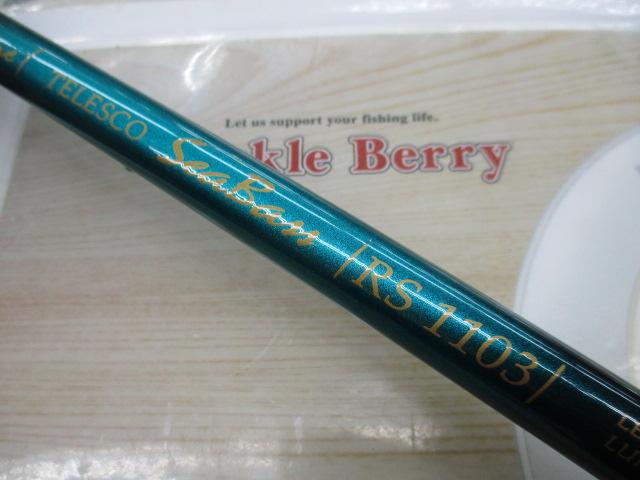 Let us support your fishing life.
kle Berry
TELESCO SeaBass |RS 1103|